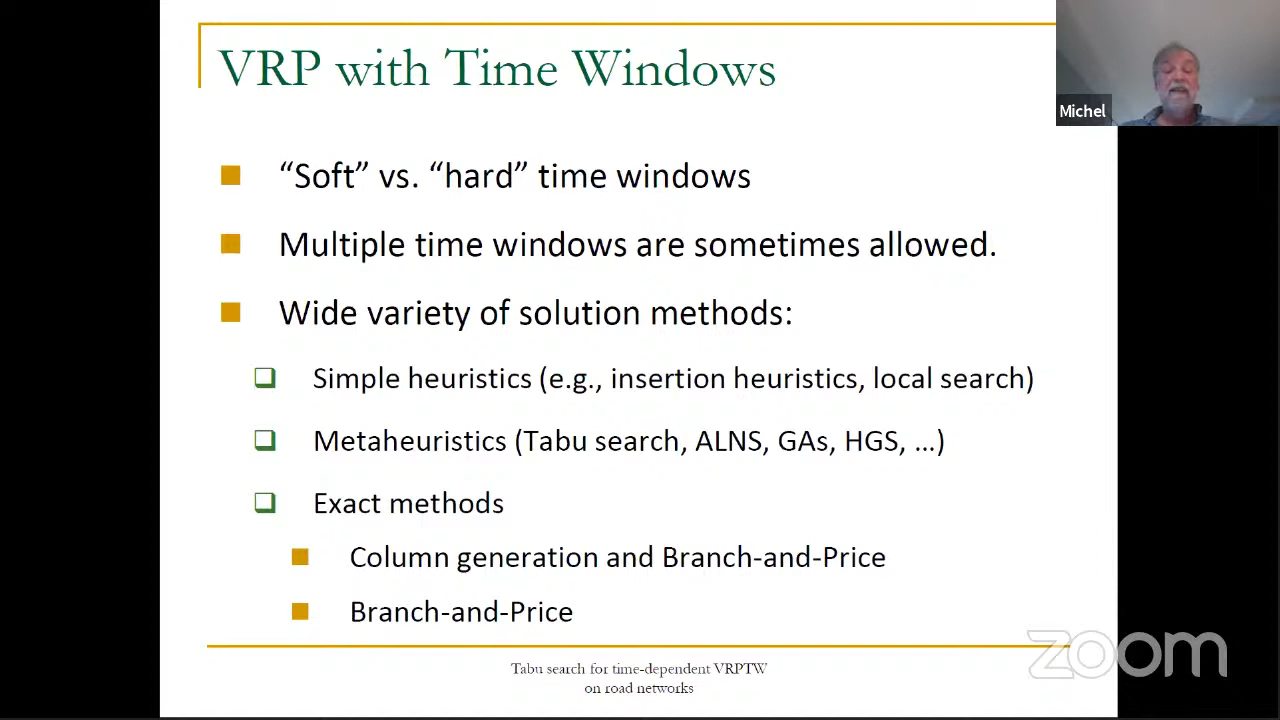 VRP with Time Windows
Michel
“Soft” vs. “hard” time windows
Multiple time windows are sometimes allowed.
Wide variety of solution methods:
Simple heuristics (e.g., insertion heuristics, local search)
Metaheuristics (Tabu search, ALNS, GAs, HGS, ...)
Exact methods
Column generation and Branch-and-Price
Branch-and-Price
Tabu search for time-dependent VRPTW
on road networks
zoom